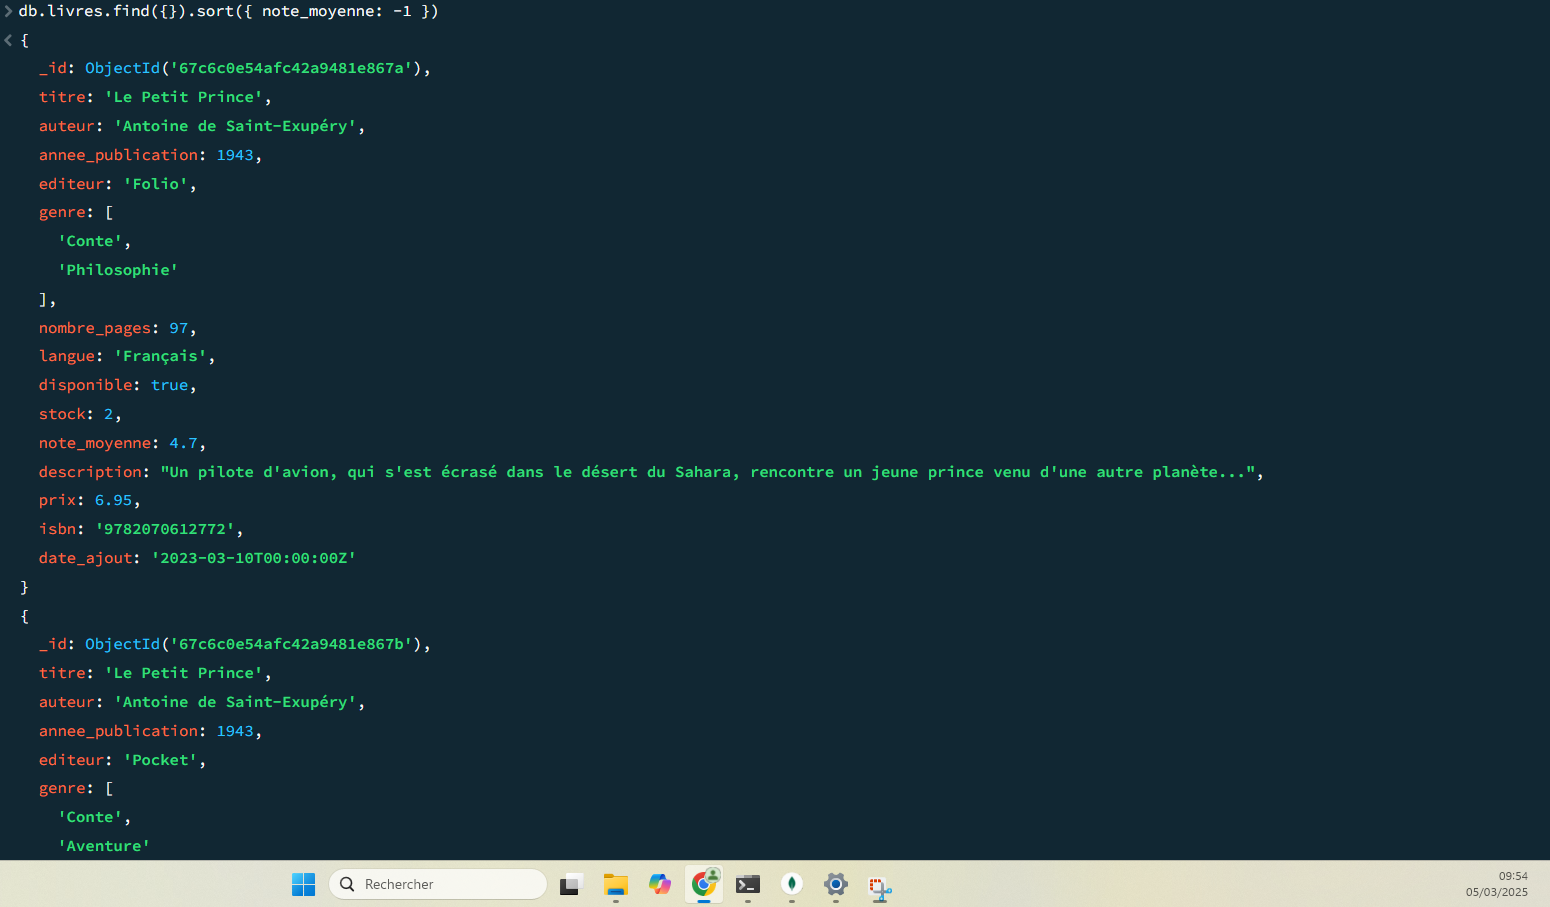 db.livres.find({}).sort({ note_moyenne: -1 })
{
_id: ObjectId('67c6c0e54afc42a9481e867a'),
titre: 'Le Petit Prince',
auteur: 'Antoine de Saint-Exupéry',
annee_publication: 1943,
editeur: 'Folio',
genre: [
'Conte',
'Philosophie'
],
nombre_pages: 97,
langue: 'Français',
disponible: true,
stock: 2,
note_moyenne: 4.7,
description: "Un pilote d'avion, qui s'est écrasé dans le désert du Sahara, rencontre un jeune prince venu d'une autre planète...",
prix: 6.95,
isbn: '9782070612772',
date_ajout: '2023-03-10T00:00:00Z'
}
{
_id: ObjectId('67c6c0e54afc42a9481e867b'),
titre: 'Le Petit Prince',
auteur: 'Antoine de Saint-Exupéry',
annee_publication: 1943,
editeur: 'Pocket',
genre: [
'Conte',
'Aventure'
Rechercher
09:54
05/03/2025